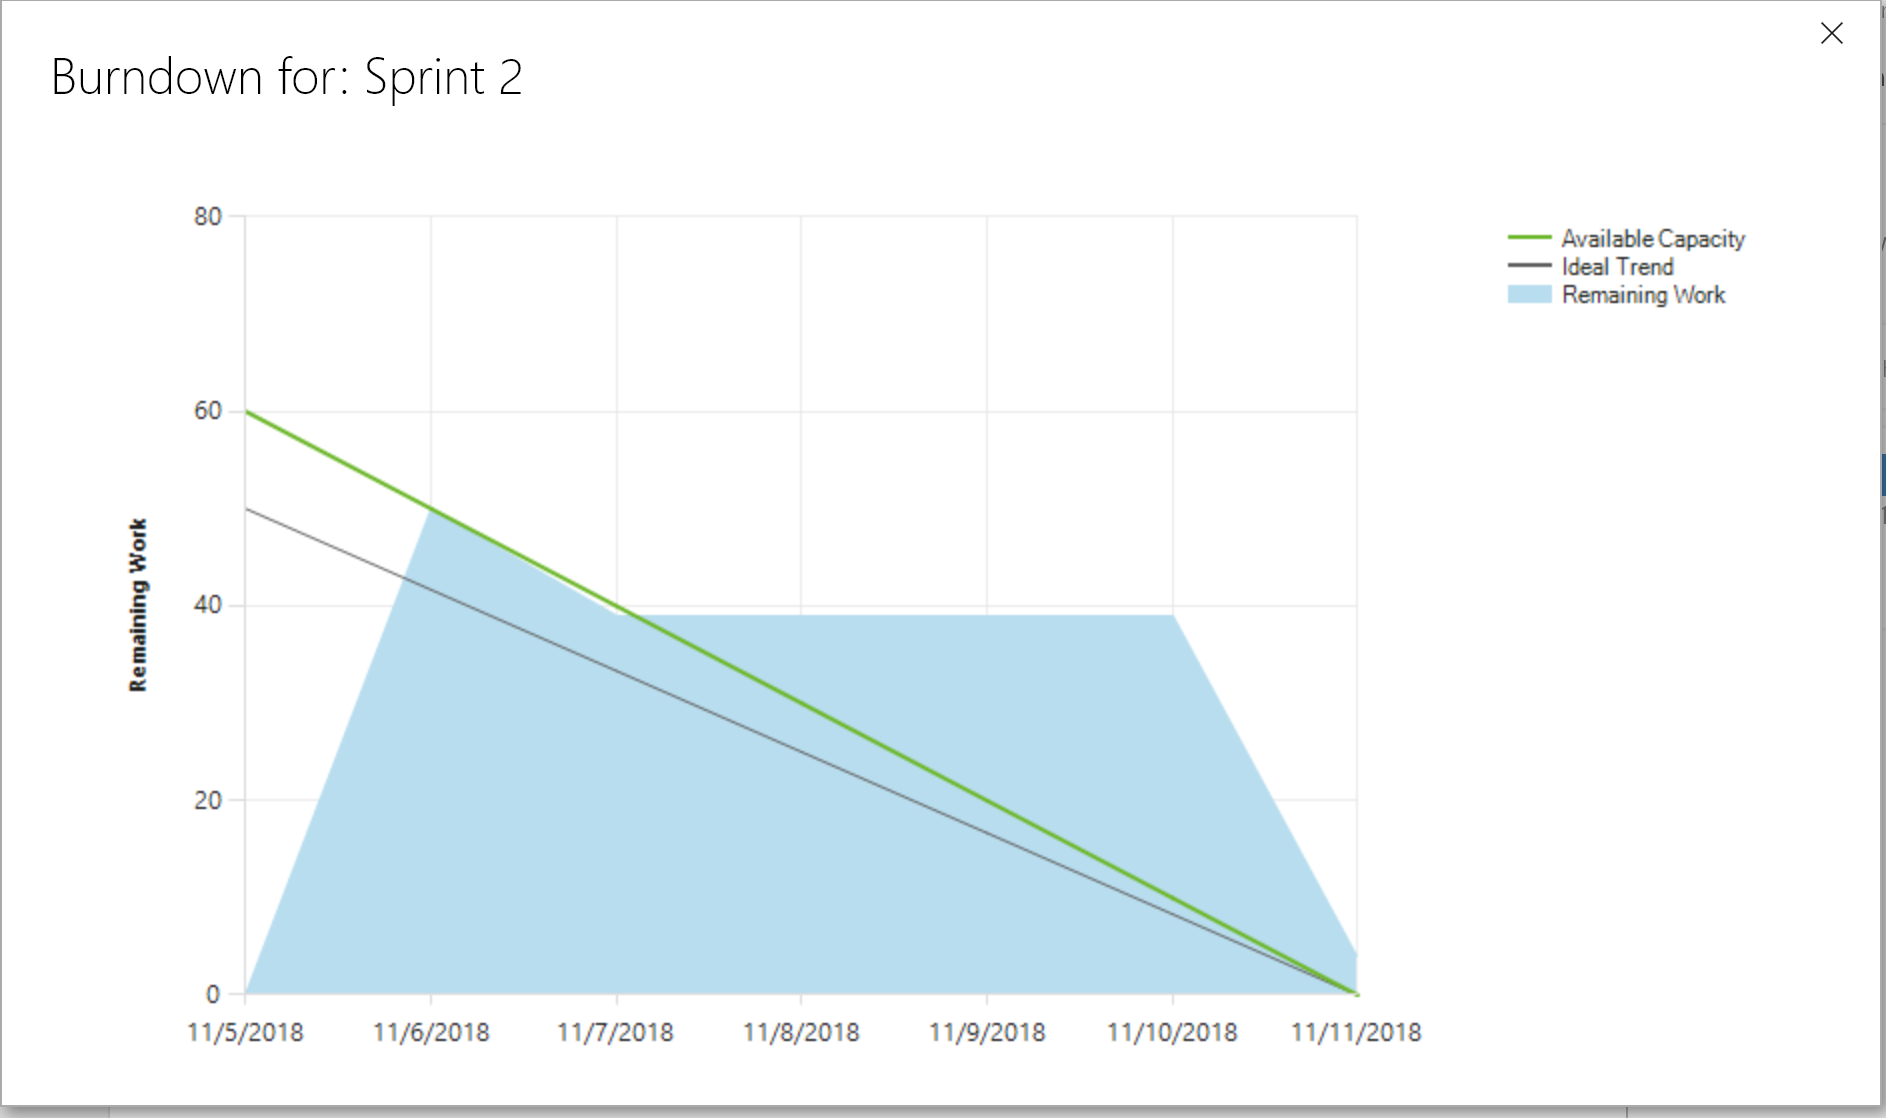 Burndown for: Sprint 2
80
60
40
20
0
Remaining Work
11/5/2018
11/6/2018
11/7/2018
11/8/2018
11/9/2018
11/10/2018
11/11/2018
Available Capacity
Ideal Trend
Remaining Work